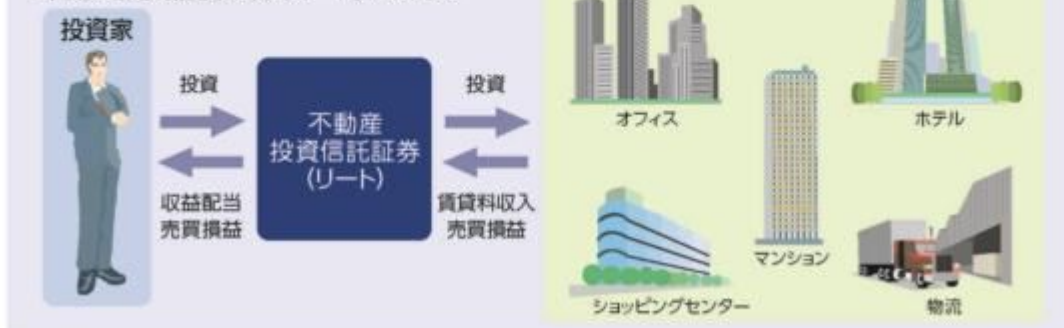 投資家
投資
収益配当
売買損益
不動産
投資信託証券
(リート)
投資
賃貸料収入
売買損益
オフィス
ホテル
マンション
ショッピングセンター
物流